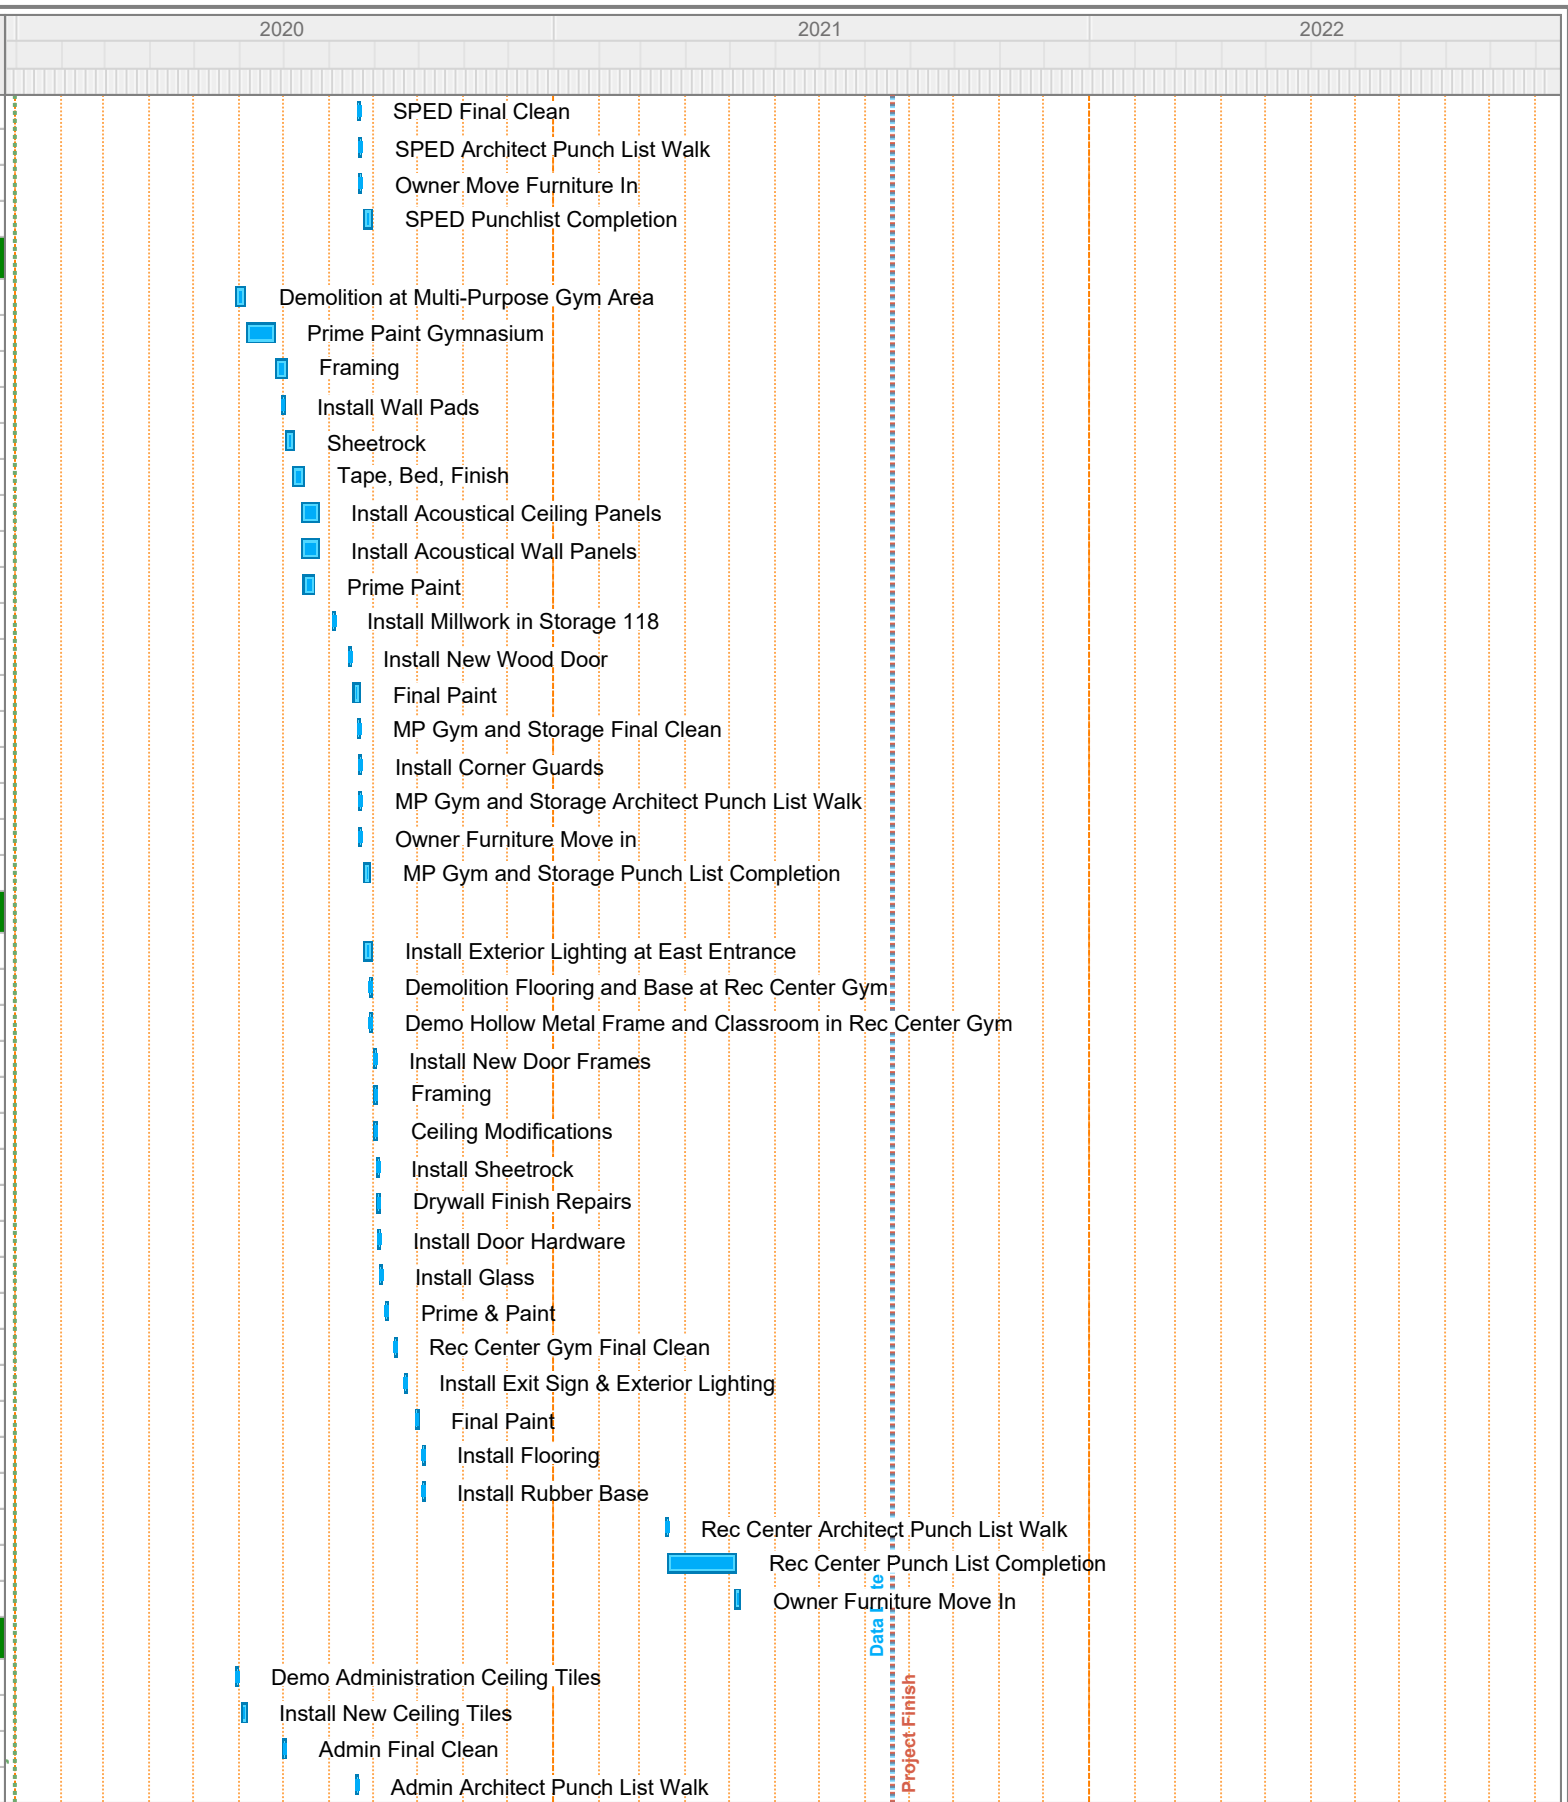 2020 2021 2022
SPED Final Clean
SPED Architect Punch List Walk
Owner Move Furniture In
SPED Punchlist Completion
Demolition at Multi-Purpose Gym Area
Prime Paint Gymnasium
Framing
Install Wall Pads
Sheetrock
Tape, Bed, Finish
Install Acoustical Ceiling Panels
Install Acoustical Wall Panels
Prime Paint
Install Millwork in Storage 118
Install New Wood Door
Final Paint
MP Gym and Storage Final Clean
Install Corner Guards
MP Gym and Storage Architect Punch List Walk
Owner Furniture Move in
MP Gym and Storage Punch List Completion
Install Exterior Lighting at East Entrance
Demolition Flooring and Base at Rec Center Gym
Demo Hollow Metal Frame and Classroom in Rec Center Gym
Install New Door Frames
Framing
Ceiling Modifications
Install Sheetrock
Drywall Finish Repairs
Install Door Hardware
Install Glass
Prime & Paint
Rec Center Gym Final Clean
Install Exit Sign & Exterior Lighting
Final Paint
Install Flooring
Install Rubber Base
Rec Center Architect Punch List Walk
Rec Center Punch List Completion
Owner Furniture Move In
Data
Project Finish
Demo Administration Ceiling Tiles
Install New Ceiling Tiles
Admin Final Clean
Admin Architect Punch List Walk